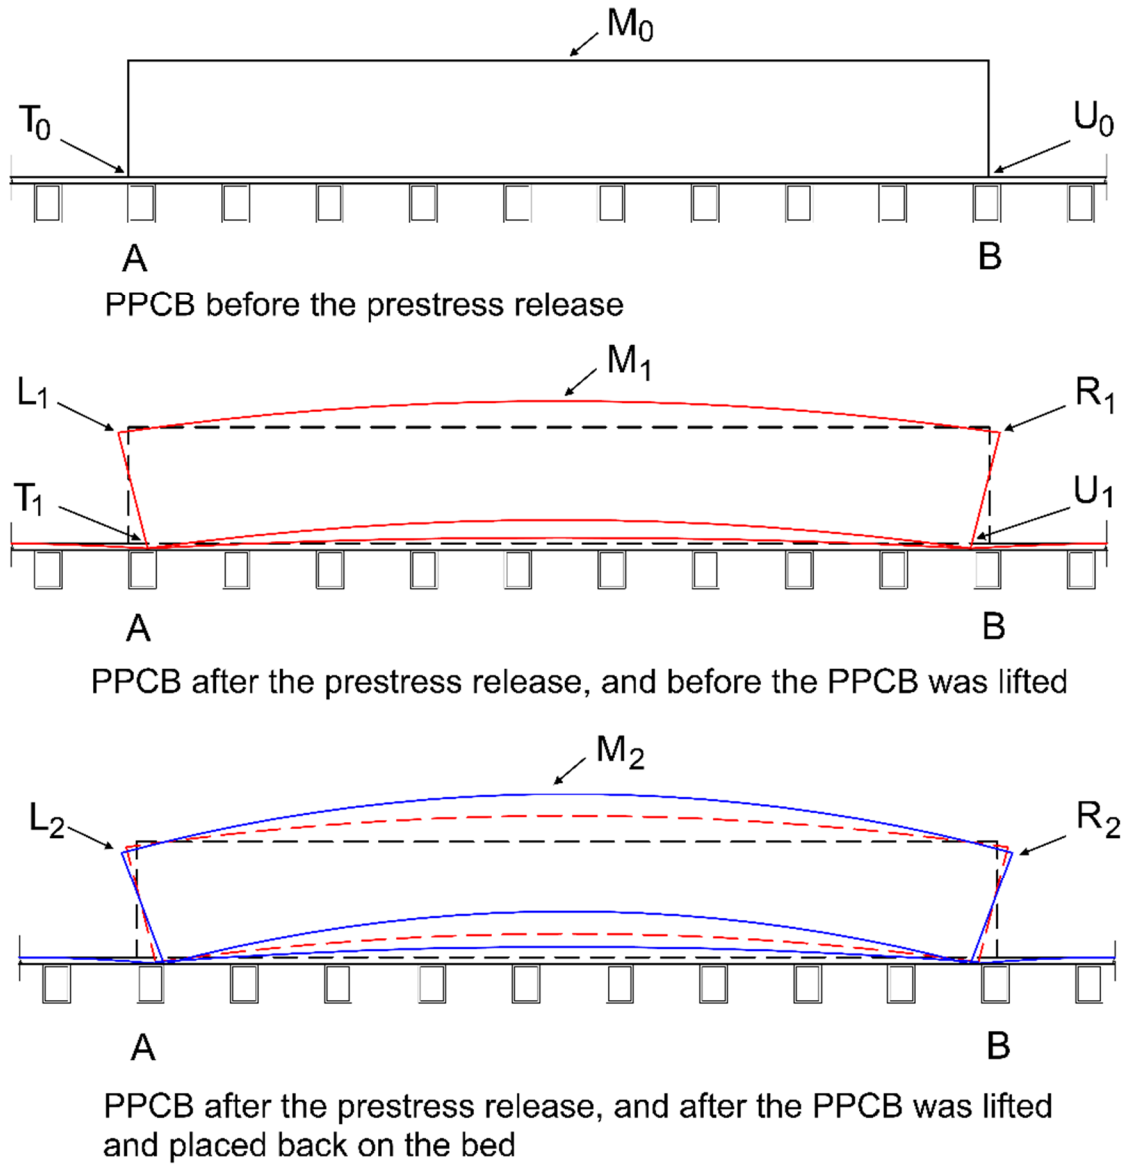 M0
T0
U0
A
B
PPCB before the prestress release
M1
L1
R1
T1
U1
A
B
PPCB after the prestress release, and before the PPCB was lifted
M2
L2
R2
A
B
PPCB after the prestress release, and after the PPCB was lifted
and placed back on the bed